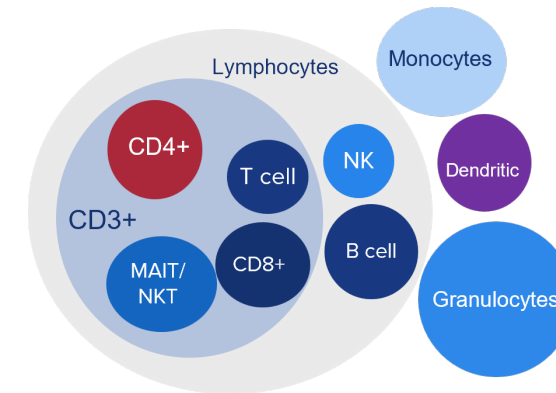 Lymphocytes
Monocytes
CD4+
NK
T cell
Dendritic
CD3+
B cell
CD8+
MAIT/
NKT
Granulocytes